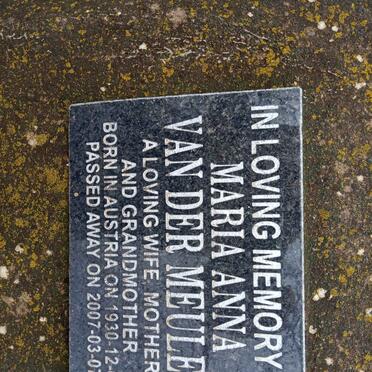 IN LOVING MEMORY
MARIA ANNA
VAN DER MEULE
A LOVING WIFE, MOTHER
AND GRANDMOTHER
BORN IN AUSTRIA ON 1930-12-
PASSED AWAY ON 2007-03-0